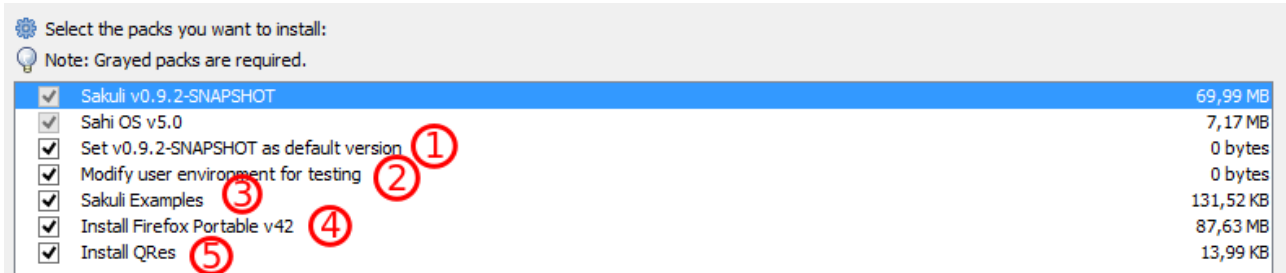 Select the packs you want to install:
Note: Grayed packs are required.
Sakuli v0.9.2-SNAPSHOT 69,99 MB
Sahi OS v5.0 7,17 MB
Set v0.9.2-SNAPSHOT as default version 1 0 bytes
Modify user environment for testing 2 0 bytes
Sakuli Examples 3 131,52 KB
Install Firefox Portable v42 4 87,63 MB
Install QRes 5 13,99 KB